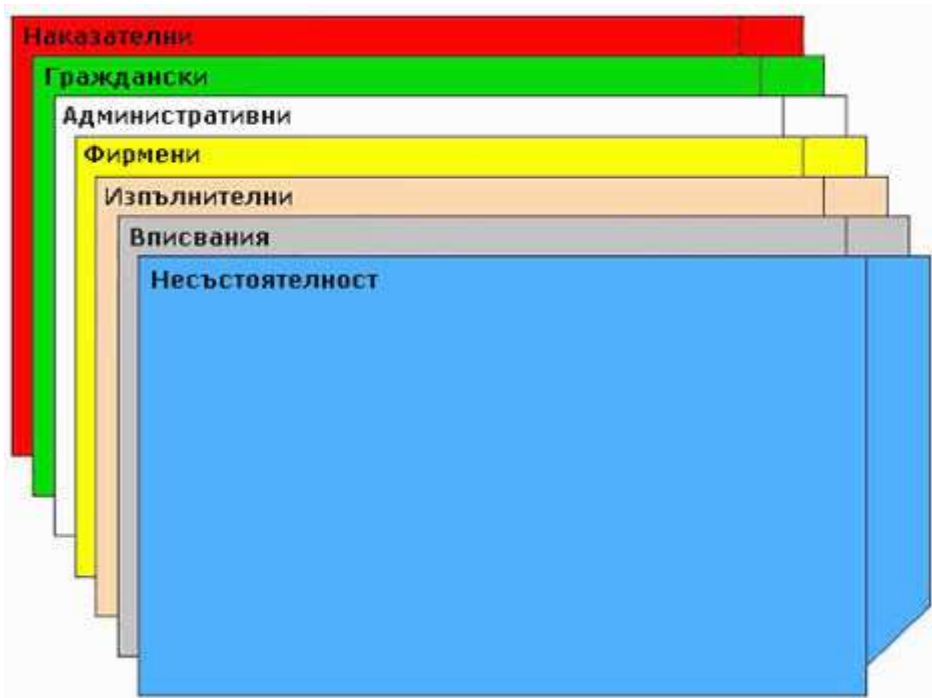 Наказателни
Граждански
Административни
Фирмени
Изпълнителни
Вписвания
Несъстоятелност